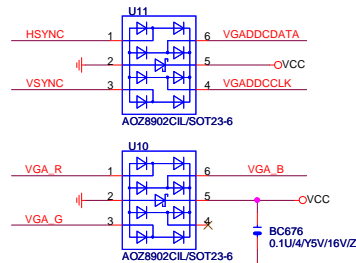 U11
HSYNC 1 6 VGADDCDATA
2 5 VCC
VSYNC 3 4 VGADDCCLK
AOZ8902CIL/SOT23-6
U10
VGA_R 1 6 VGA_B
2 5 VCC
VGA_G 3 4
BC676
0.1U/4/Y5V/16V/Z
AOZ8902CIL/SOT23-6